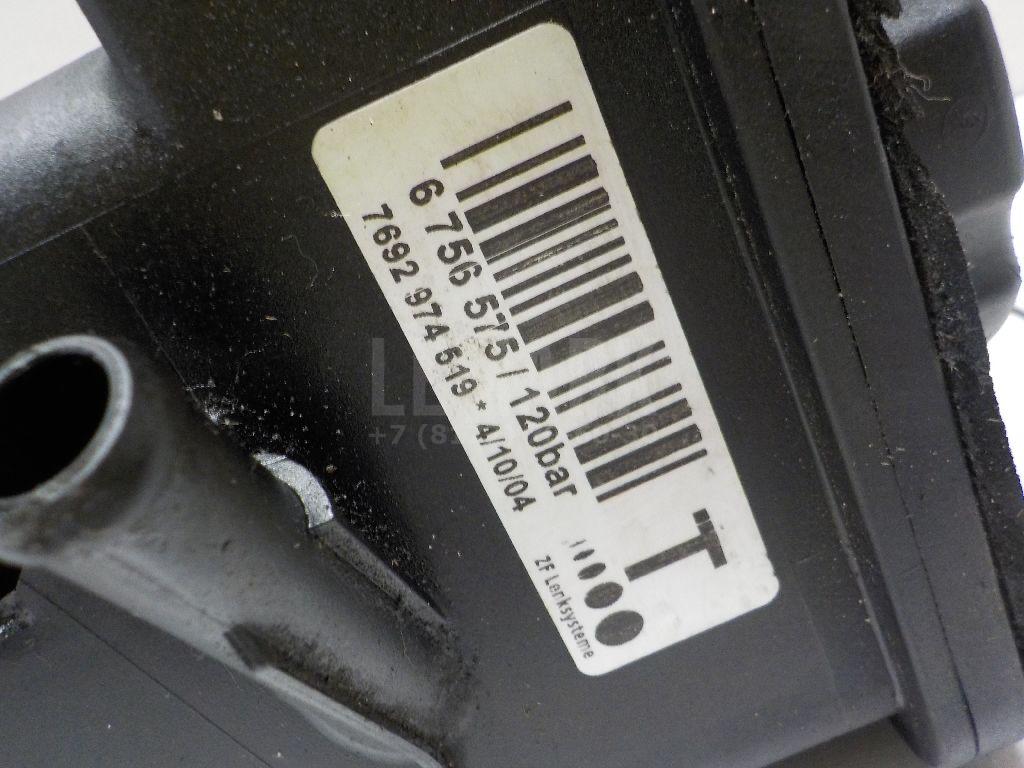 6 756 575 / 120bar
7692 974 519 * 4/10/04
T
ZF Lenksysteme